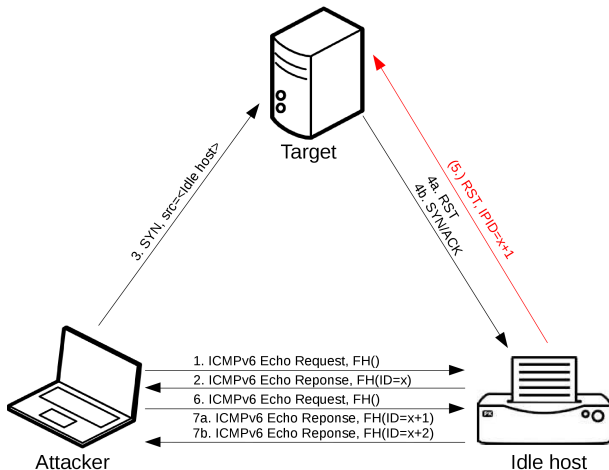 Target
3. SYN, src=<Idle host>
4a. RST
4b. SYN/ACK
(5.) RST, IPID=x+1
1. ICMPv6 Echo Request, FH()
2. ICMPv6 Echo Reponse, FH(ID=x)
6. ICMPv6 Echo Request, FH()
7a. ICMPv6 Echo Reponse, FH(ID=x+1)
7b. ICMPv6 Echo Reponse, FH(ID=x+2)
Attacker
Idle host